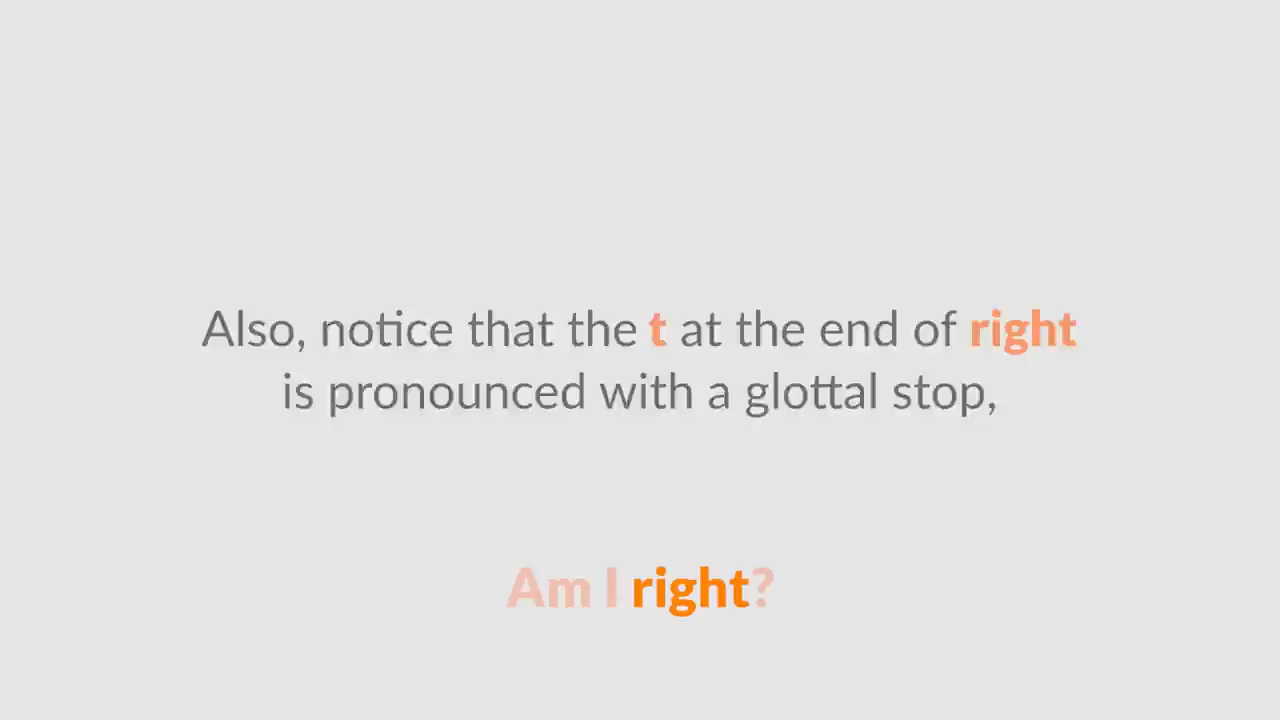 Also, notice that the t at the end of right
is pronounced with a glottal stop,
Am I right?